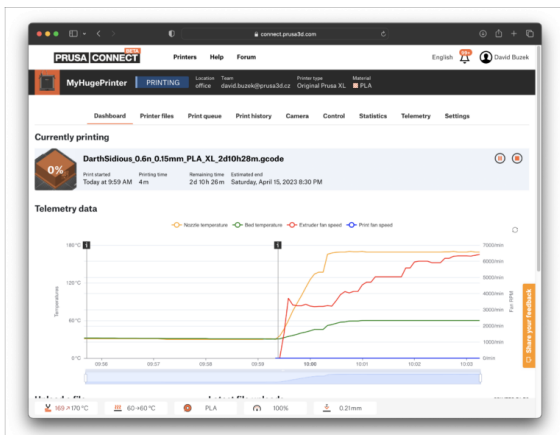 connect.prusa3d.com
PRUSA CONNECT BETA
Printers Help Forum
English
David Buzek
MyHugePrinter
PRINTING
Location Team Printer type Material
office david.buzek@prusa3d.cz Original Prusa XL PLA
Dashboard Printer files Print queue Print history Camera Control Statistics Telemetry Settings
Currently printing
0%
DarthSidious_0.6n_0.15mm_PLA_XL_2d10h28m.gcode
Print started Printing time Remaining time Estimated end
Today at 9:59 AM 4m 2d 10h 26m Saturday, April 15, 2023 8:30 PM
Telemetry data
Nozzle temperature Bed temperature Extruder fan speed Print fan speed
180 °C
120 °C
60 °C
0 °C
Temperatures
7000/min
6000/min
5000/min
4000/min
3000/min
2000/min
1000/min
0/min
Fan RPM
09:56 09:57 09:58 09:59 10:00 10:01 10:02 10:03
Share your feedback
169 170 °C
60 60 °C
PLA
100%
0.21mm